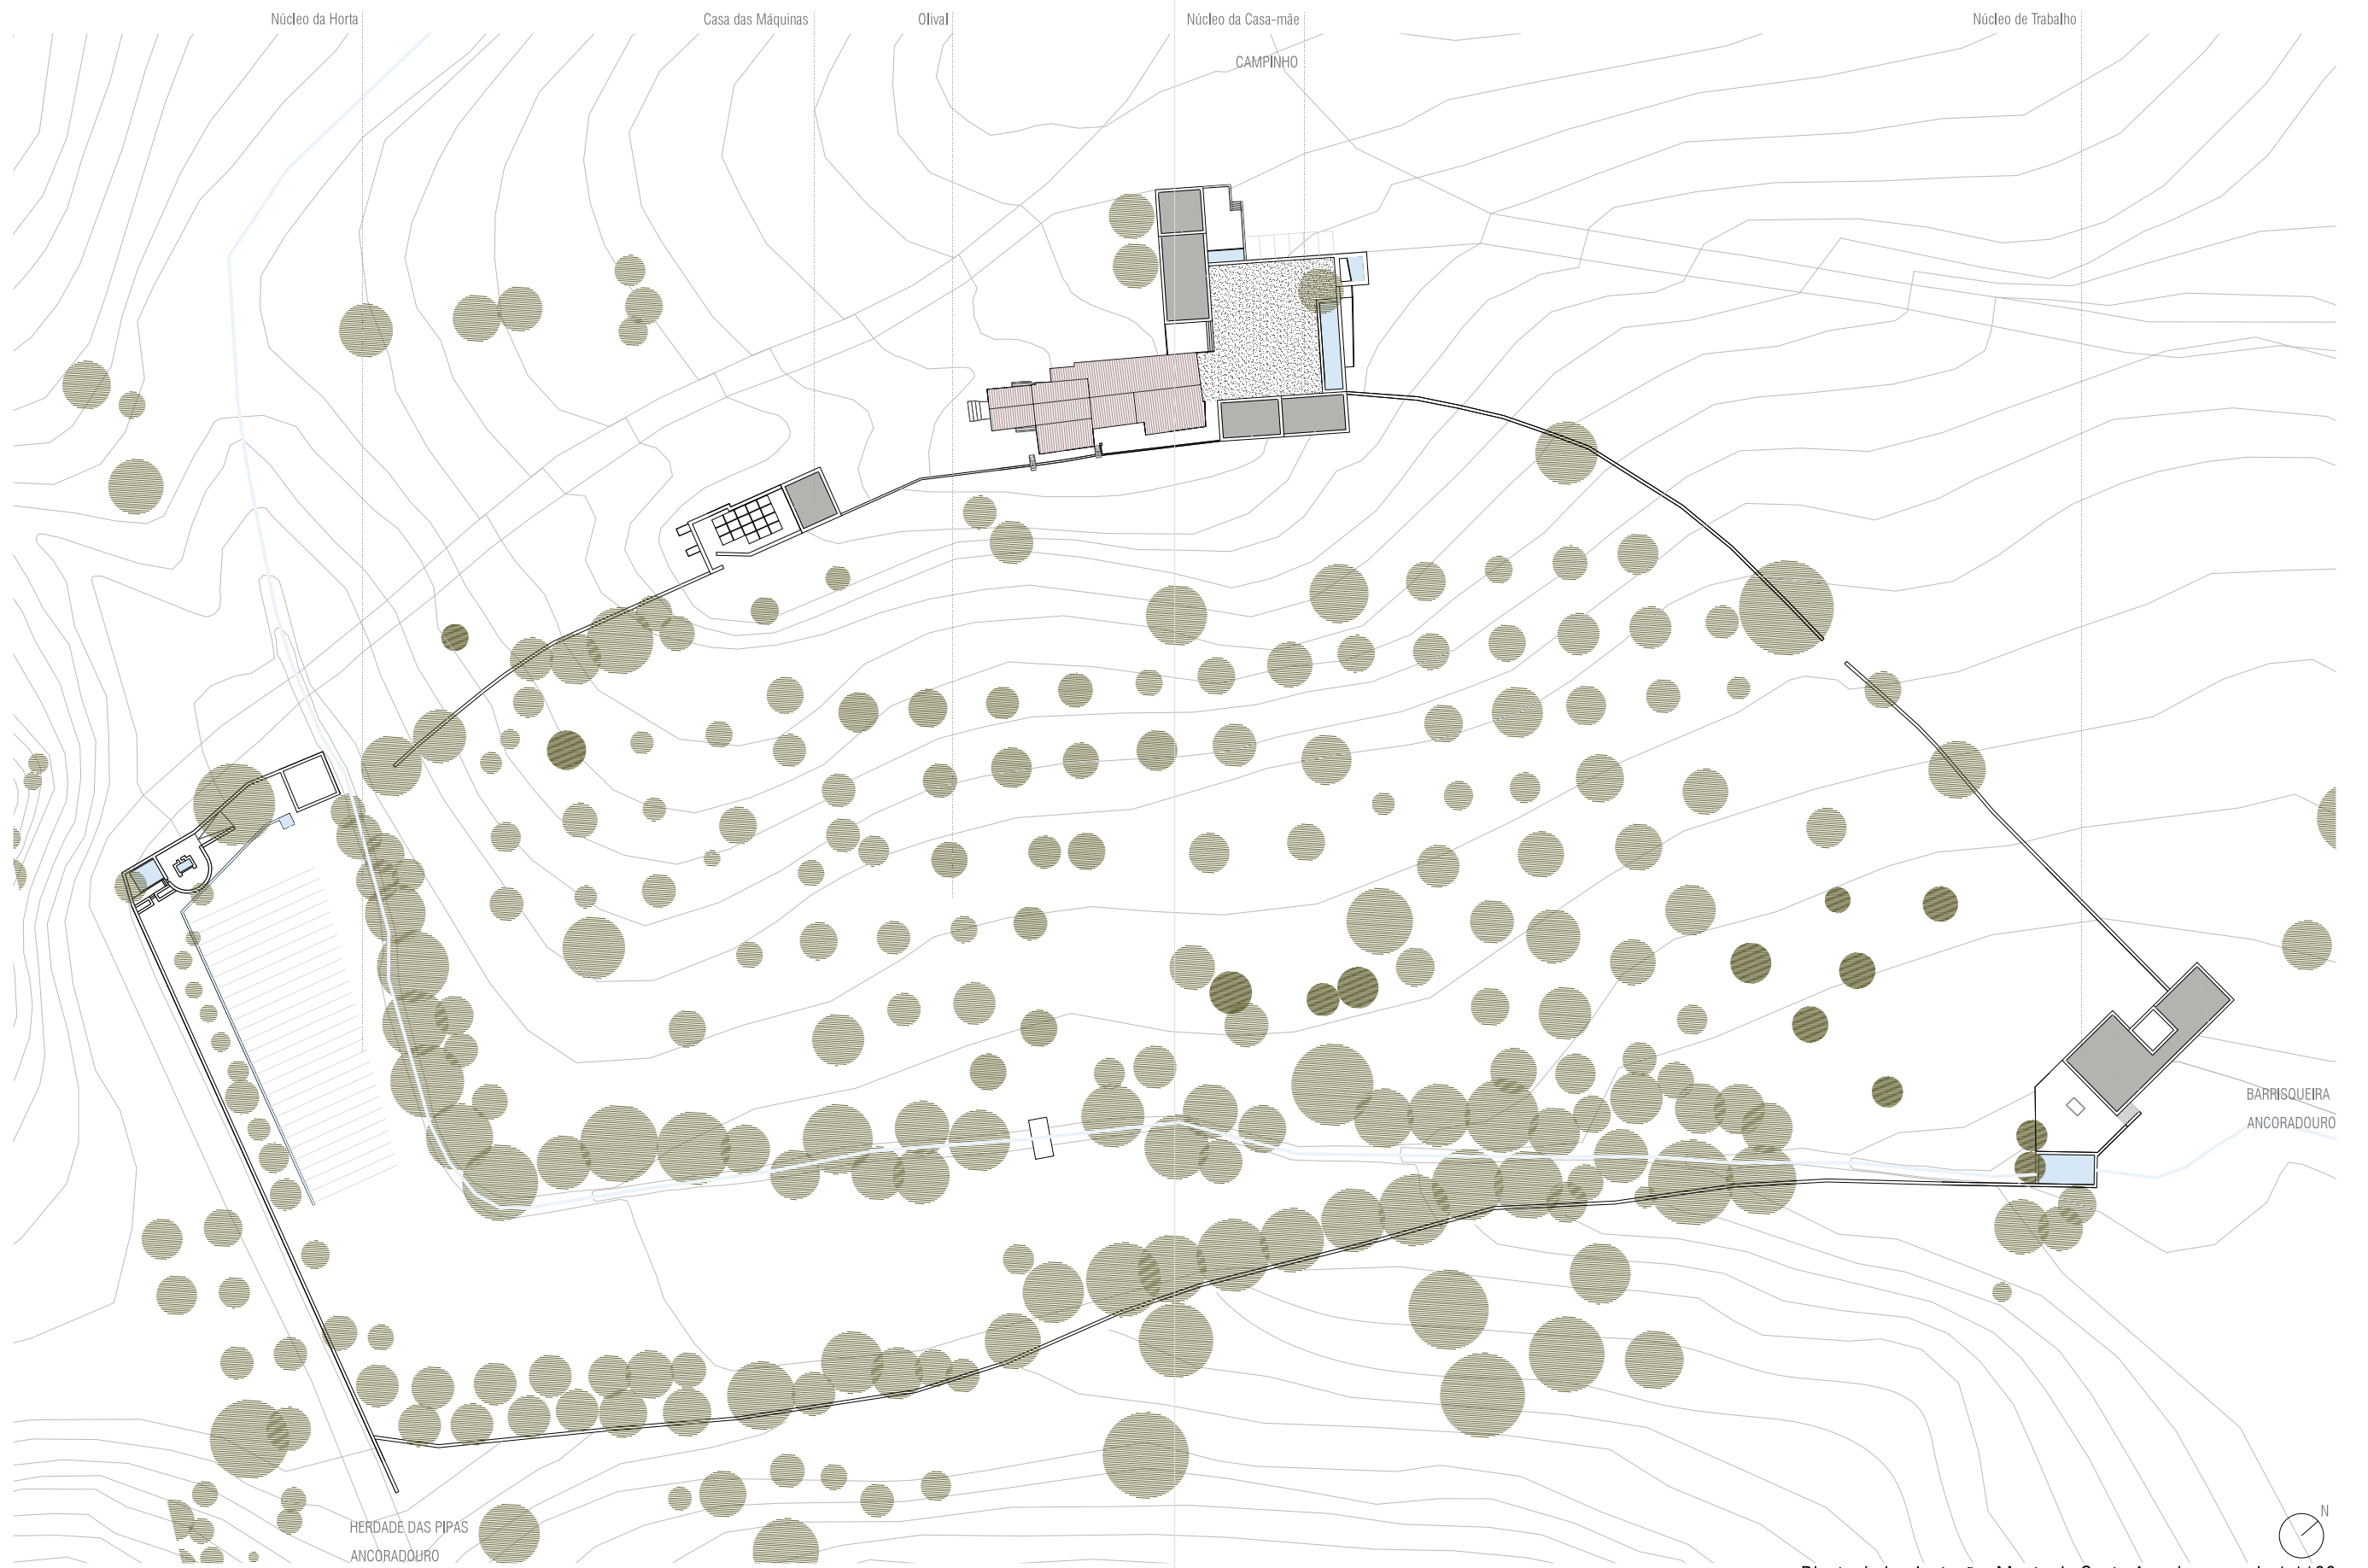 Núcleo da Horta
Casa das Máquinas
Olival
Núcleo da Casa-mãe
Núcleo de Trabalho
CAMPINHO
BARRISQUEIRA
ANCORADOURO
N
HERDADE DAS PIPAS
ANCORADOURO